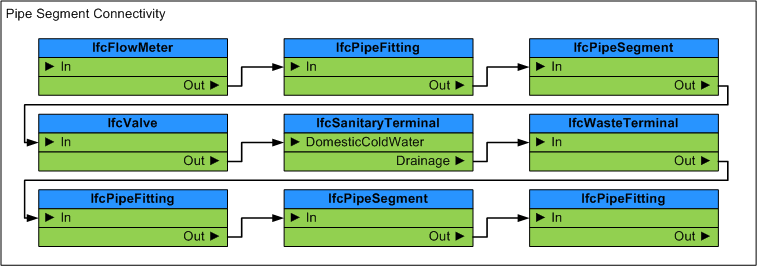 Pipe Segment Connectivity
IfcFlowMeter IfcPipeFitting IfcPipeSegment
► In ► In ► In
Out ► Out ► Out ►
IfcValve IfcSanitaryTerminal IfcWasteTerminal
► In ► DomesticColdWater ► In
Out ► Drainage ► Out ►
IfcPipeFitting IfcPipeSegment IfcPipeFitting
► In ► In ► In
Out ► Out ► Out ►